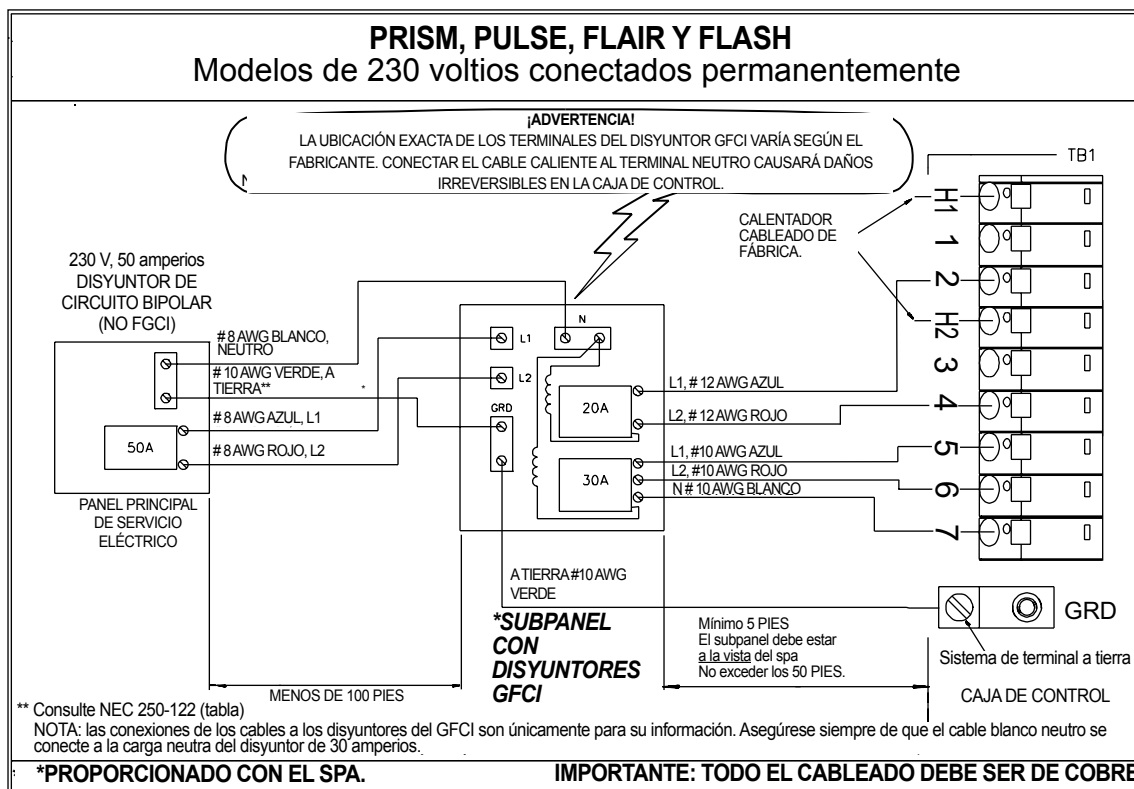 PRISM, PULSE, FLAIR Y FLASH
Modelos de 230 voltios conectados permanentemente
¡ADVERTENCIA!
LA UBICACIÓN EXACTA DE LOS TERMINALES DEL DISYUNTOR GFCI VARÍA SEGÚN EL
FABRICANTE. CONECTAR EL CABLE CALIENTE AL TERMINAL NEUTRO CAUSARÁ DAÑOS
IRREVERSIBLES EN LA CAJA DE CONTROL.
TB1
H1
1
2
H2
3
4
5
6
7
CALENTADOR
CABLEADO DE
FÁBRICA.
230 V, 50 amperios
DISYUNTOR DE
CIRCUITO BIPOLAR
(NO FGCI)
# 8 AWG BLANCO,
NEUTRO
# 10 AWG VERDE, A
TIERRA**
*
# 8 AWG AZUL, L1
# 8 AWG ROJO, L2
50A
PANEL PRINCIPAL
DE SERVICIO
ELÉCTRICO
L1
L2
N
GRD
20A
30A
L1, # 12 AWG AZUL
L2, # 12 AWG ROJO
L1, #10 AWG AZUL
L2, #10 AWG ROJO
N # 10 AWG BLANCO
A TIERRA #10 AWG
VERDE
*SUBPANEL
CON
DISYUNTORES
GFCI
Mínimo 5 PIES
El subpanel debe estar
a la vista del spa
No exceder los 50 PIES.
GRD
Sistema de terminal a tierra
CAJA DE CONTROL
MENOS DE 100 PIES
** Consulte NEC 250-122 (tabla)
NOTA: las conexiones de los cables a los disyuntores del GFCI son únicamente para su información. Asegúrese siempre de que el cable blanco neutro se
conecte a la carga neutra del disyuntor de 30 amperios.
*PROPORCIONADO CON EL SPA.
IMPORTANTE: TODO EL CABLEADO DEBE SER DE COBRE